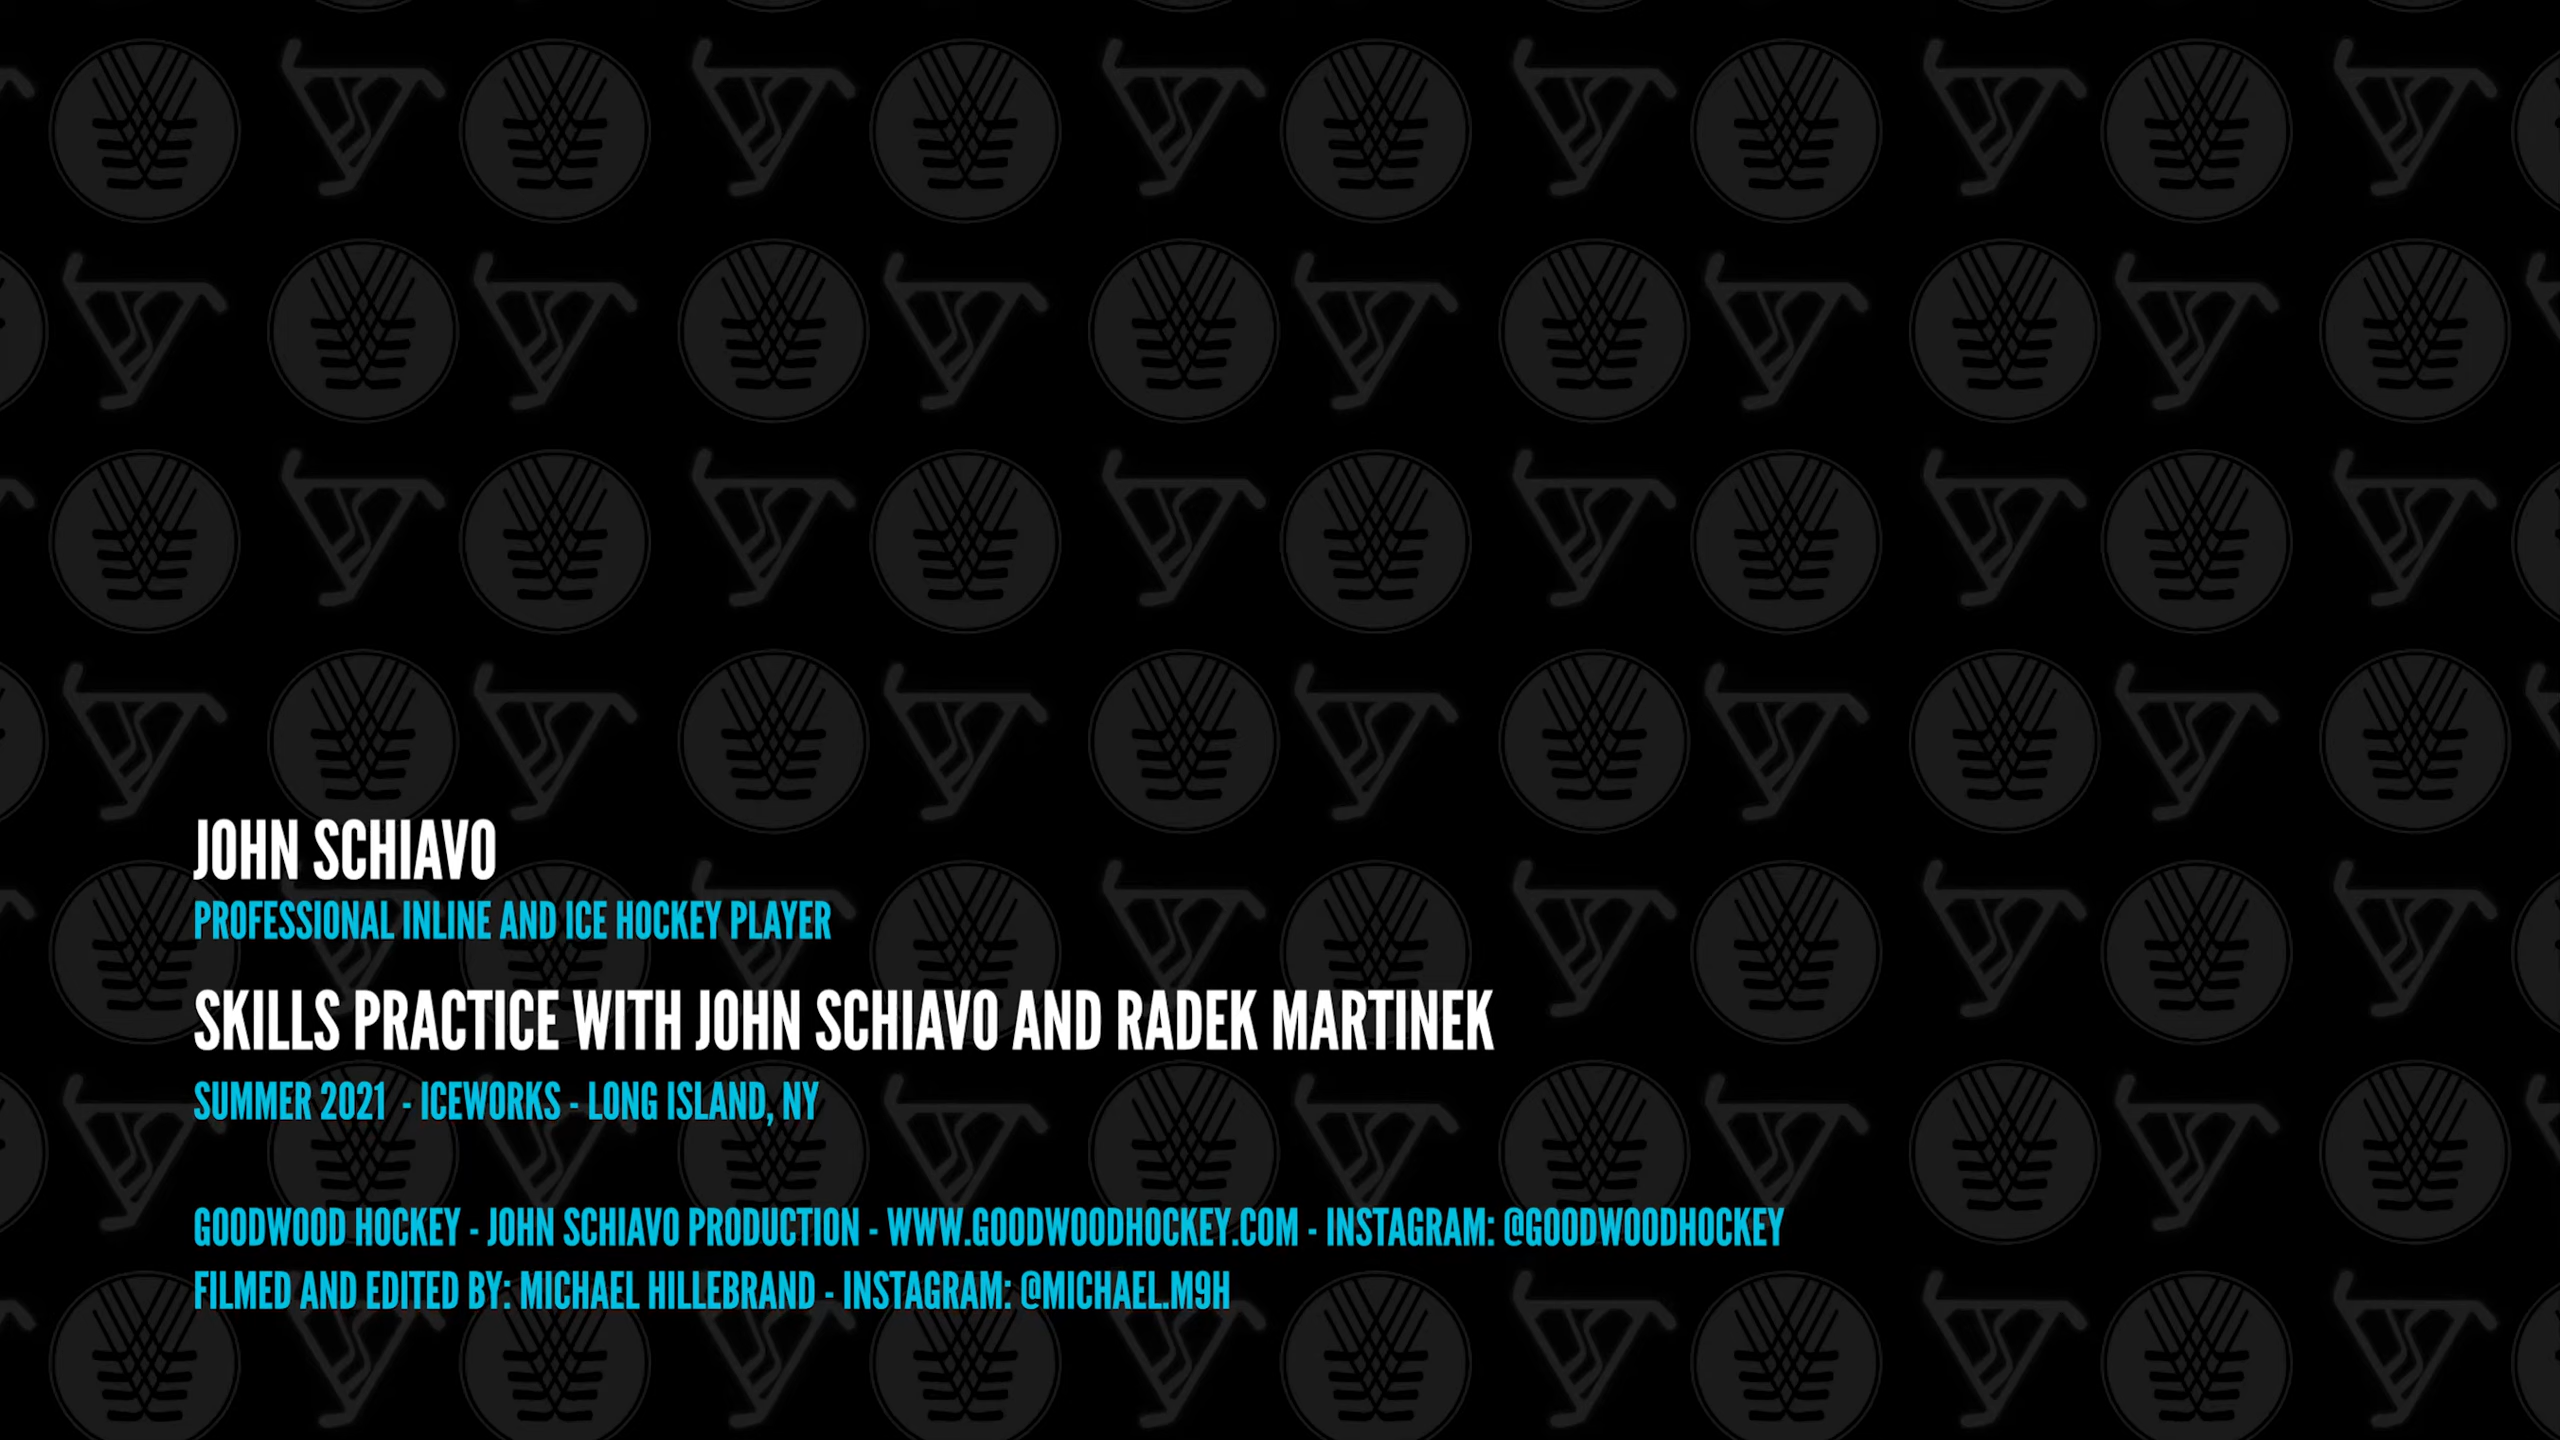 JOHN SCHIAVO
PROFESSIONAL INLINE AND ICE HOCKEY PLAYER
SKILLS PRACTICE WITH JOHN SCHIAVO AND RADEK MARTINEK
SUMMER 2021 - ICEWORKS - LONG ISLAND, NY
GOODWOOD HOCKEY - JOHN SCHIAVO PRODUCTION - WWW.GOODWOODHOCKEY.COM - INSTAGRAM: @GOODWOODHOCKEY
FILMED AND EDITED BY: MICHAEL HILLEBRAND - INSTAGRAM: @MICHAEL.M9H